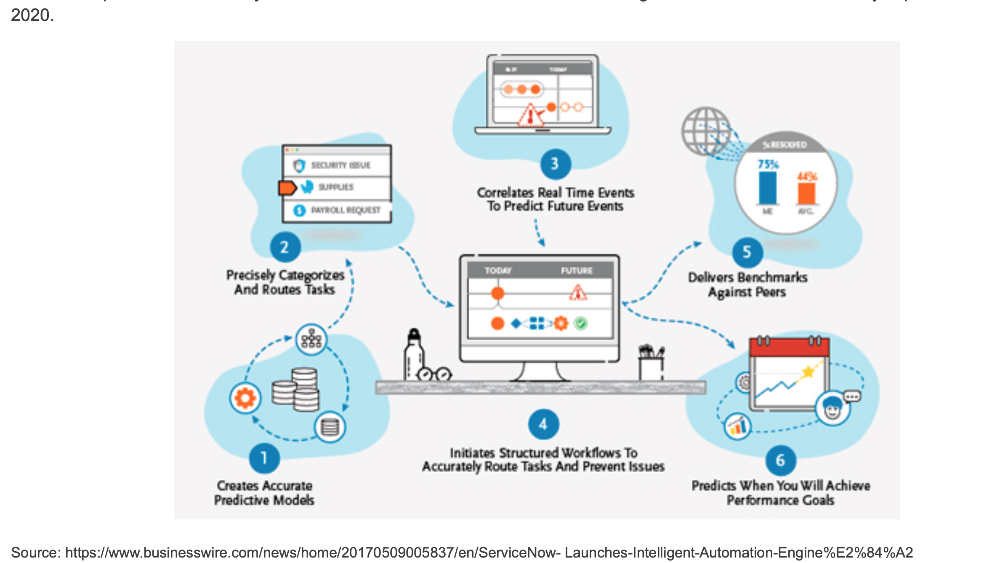 2020.
TODAY
SECURITY ISSUE
SUPPLIES
PAYROLL REQUEST
2
Precisely Categorizes
And Routes Tasks
3
Correlates Real Time Events
To Predict Future Events
% RESOLVED
75%
44%
ME
AVG.
5
Delivers Benchmarks
Against Peers
TODAY FUTURE
1
Creates Accurate
Predictive Models
4
Initiates Structured Workflows To
Accurately Route Tasks And Prevent Issues
6
Predicts When You Will Achieve
Performance Goals
Source: https://www.businesswire.com/news/home/20170509005837/en/ServiceNow- Launches-Intelligent-Automation-Engine%E2%84%A2